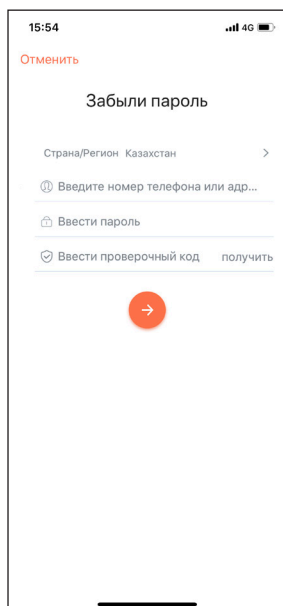 15:54 4G
Отменить
Забыли пароль
Страна/Регион Казахстан
Введите номер телефона или адр...
Ввести пароль
Ввести проверочный код получить